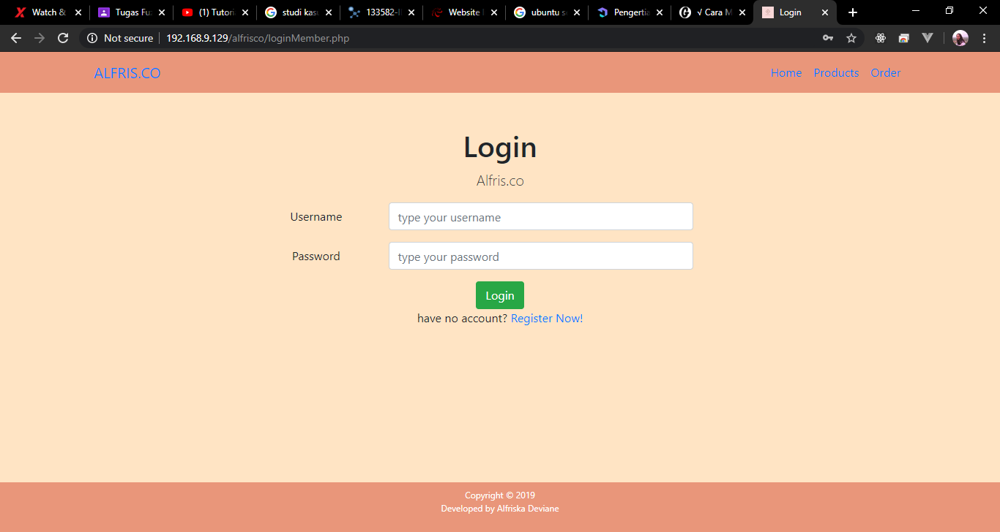 Watch &
Tugas Fu
(1) Tutori
studi kas
133582-I
Website
ubuntu s
Pengertia
√ Cara M
Login
Not secure
192.168.9.129/alfrisco/loginMember.php
ALFRIS.CO
Home Products Order
Login
Alfris.co
Username type your username
Password type your password
Login
have no account? Register Now!
Copyright © 2019
Developed by Alfriska Deviane